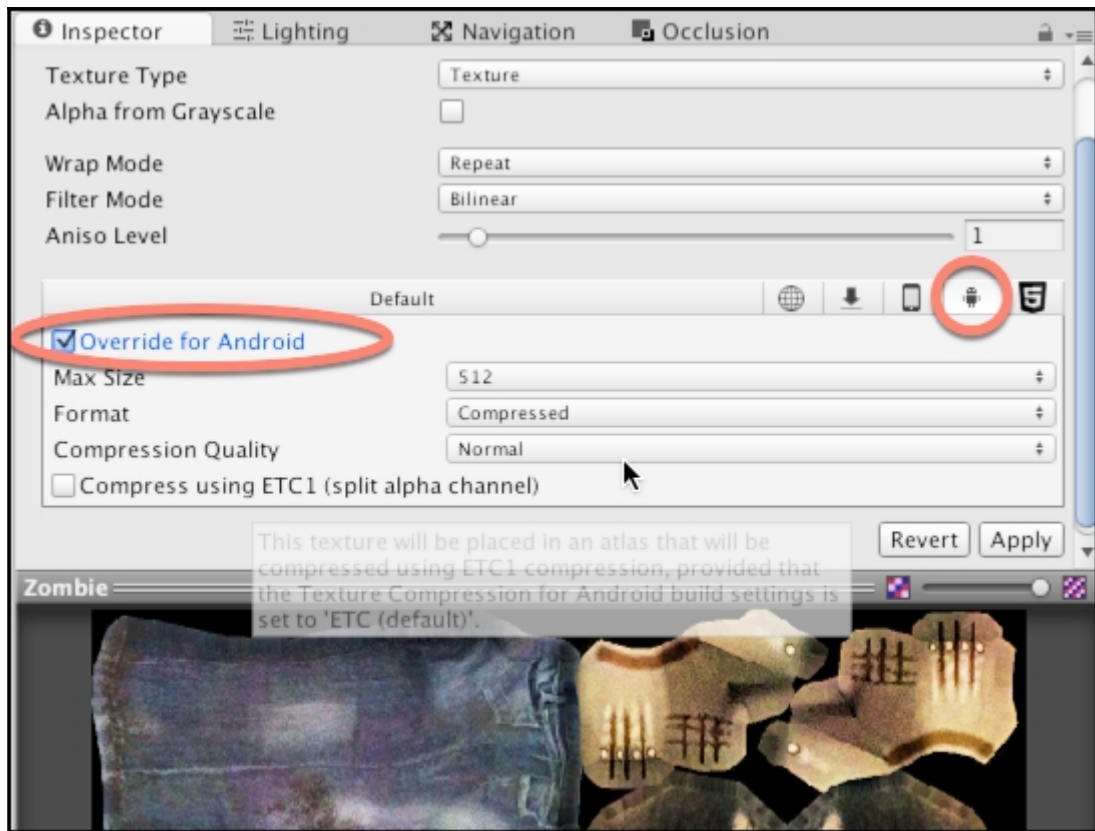 Inspector Lighting Navigation Occlusion
Texture Type Texture
Alpha from Grayscale
Wrap Mode Repeat
Filter Mode Bilinear
Aniso Level 1
Default
Override for Android
Max Size 512
Format Compressed
Compression Quality Normal
Compress using ETC1 (split alpha channel)
This texture will be placed in an atlas that will be
compressed using ETC1 compression, provided that
the Texture Compression for Android build settings is
set to 'ETC (default)'.
Revert Apply
Zombie